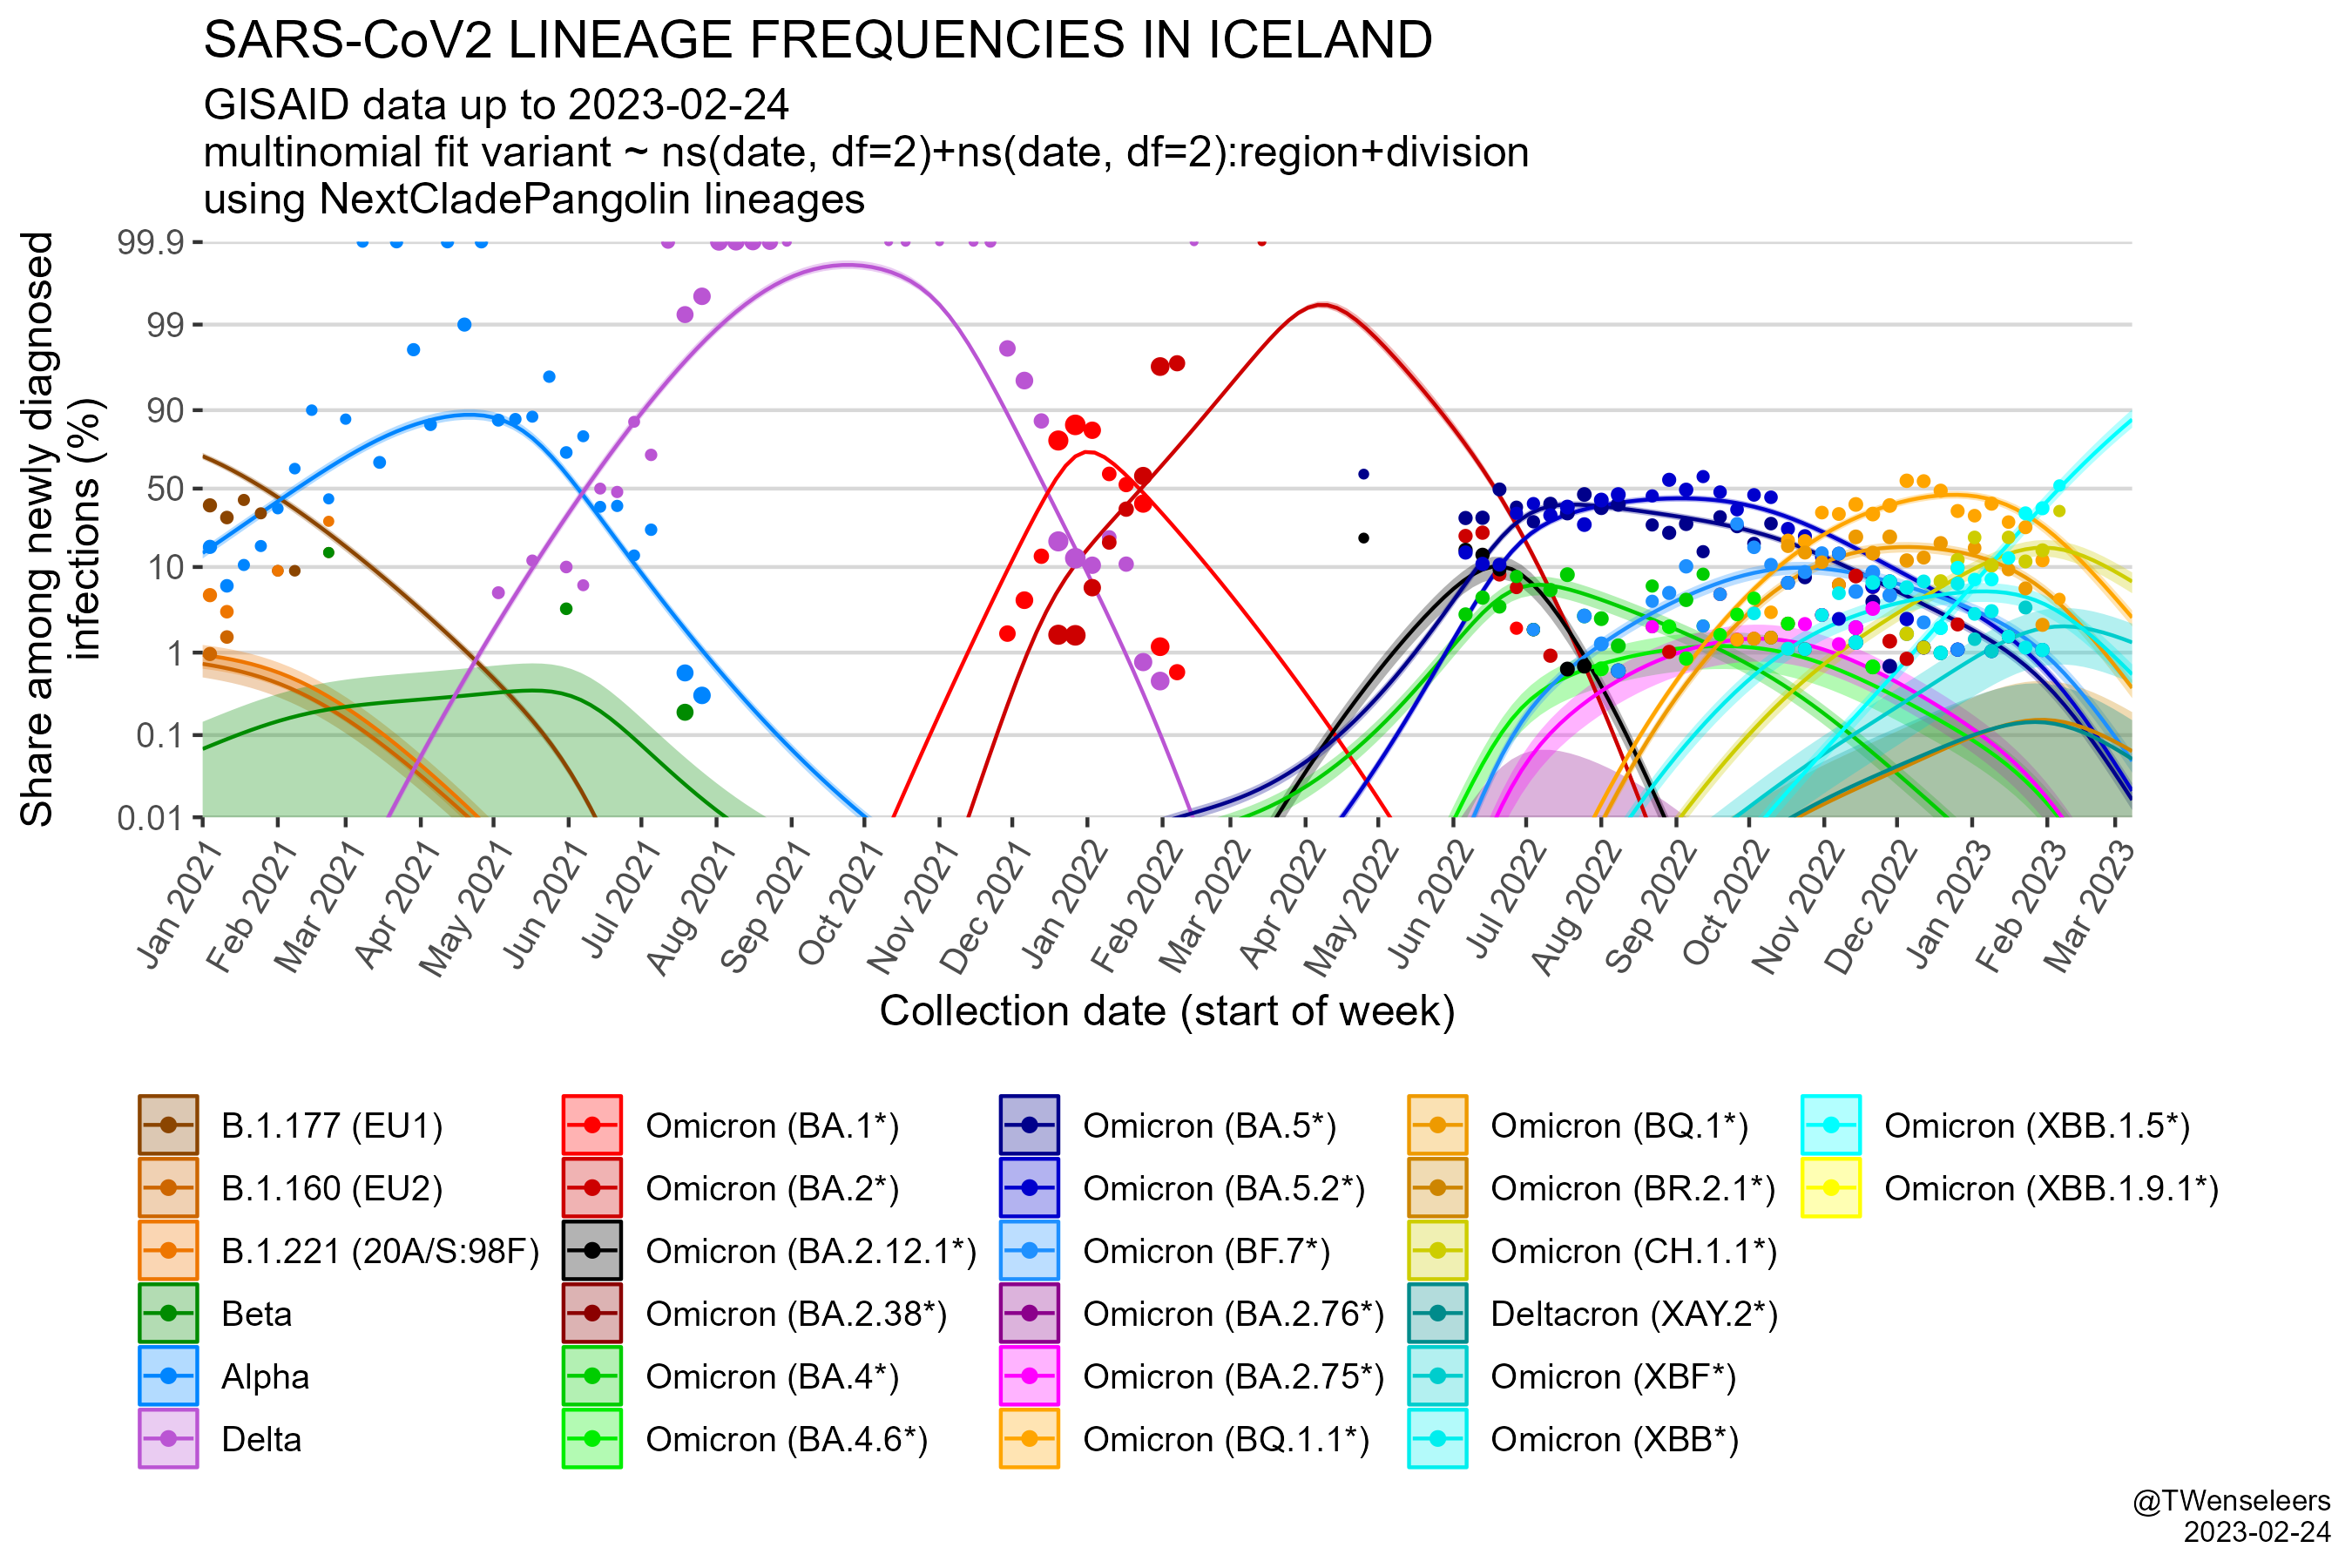 SARS-CoV2 LINEAGE FREQUENCIES IN ICELAND
GISAID data up to 2023-02-24
multinomial fit variant ~ ns(date, df=2)+ns(date, df=2):region+division
using NextCladePangolin lineages
Share among newly diagnosed
infections (%)
99.9
99
90
50
10
1
0.1
0.01
Jan 2021
Feb 2021
Mar 2021
Apr 2021
May 2021
Jun 2021
Jul 2021
Aug 2021
Sep 2021
Oct 2021
Nov 2021
Dec 2021
Jan 2022
Feb 2022
Mar 2022
Apr 2022
May 2022
Jun 2022
Jul 2022
Aug 2022
Sep 2022
Oct 2022
Nov 2022
Dec 2022
Jan 2023
Feb 2023
Mar 2023
Collection date (start of week)
B.1.177 (EU1)
B.1.160 (EU2)
B.1.221 (20A/S:98F)
Beta
Alpha
Delta
Omicron (BA.1*)
Omicron (BA.2*)
Omicron (BA.2.12.1*)
Omicron (BA.2.38*)
Omicron (BA.4*)
Omicron (BA.4.6*)
Omicron (BA.5*)
Omicron (BA.5.2*)
Omicron (BF.7*)
Omicron (BA.2.76*)
Omicron (BA.2.75*)
Omicron (BQ.1.1*)
Omicron (BQ.1*)
Omicron (BR.2.1*)
Omicron (CH.1.1*)
Deltacron (XAY.2*)
Omicron (XBF*)
Omicron (XBB*)
Omicron (XBB.1.5*)
Omicron (XBB.1.9.1*)
@TWenseleers
2023-02-24